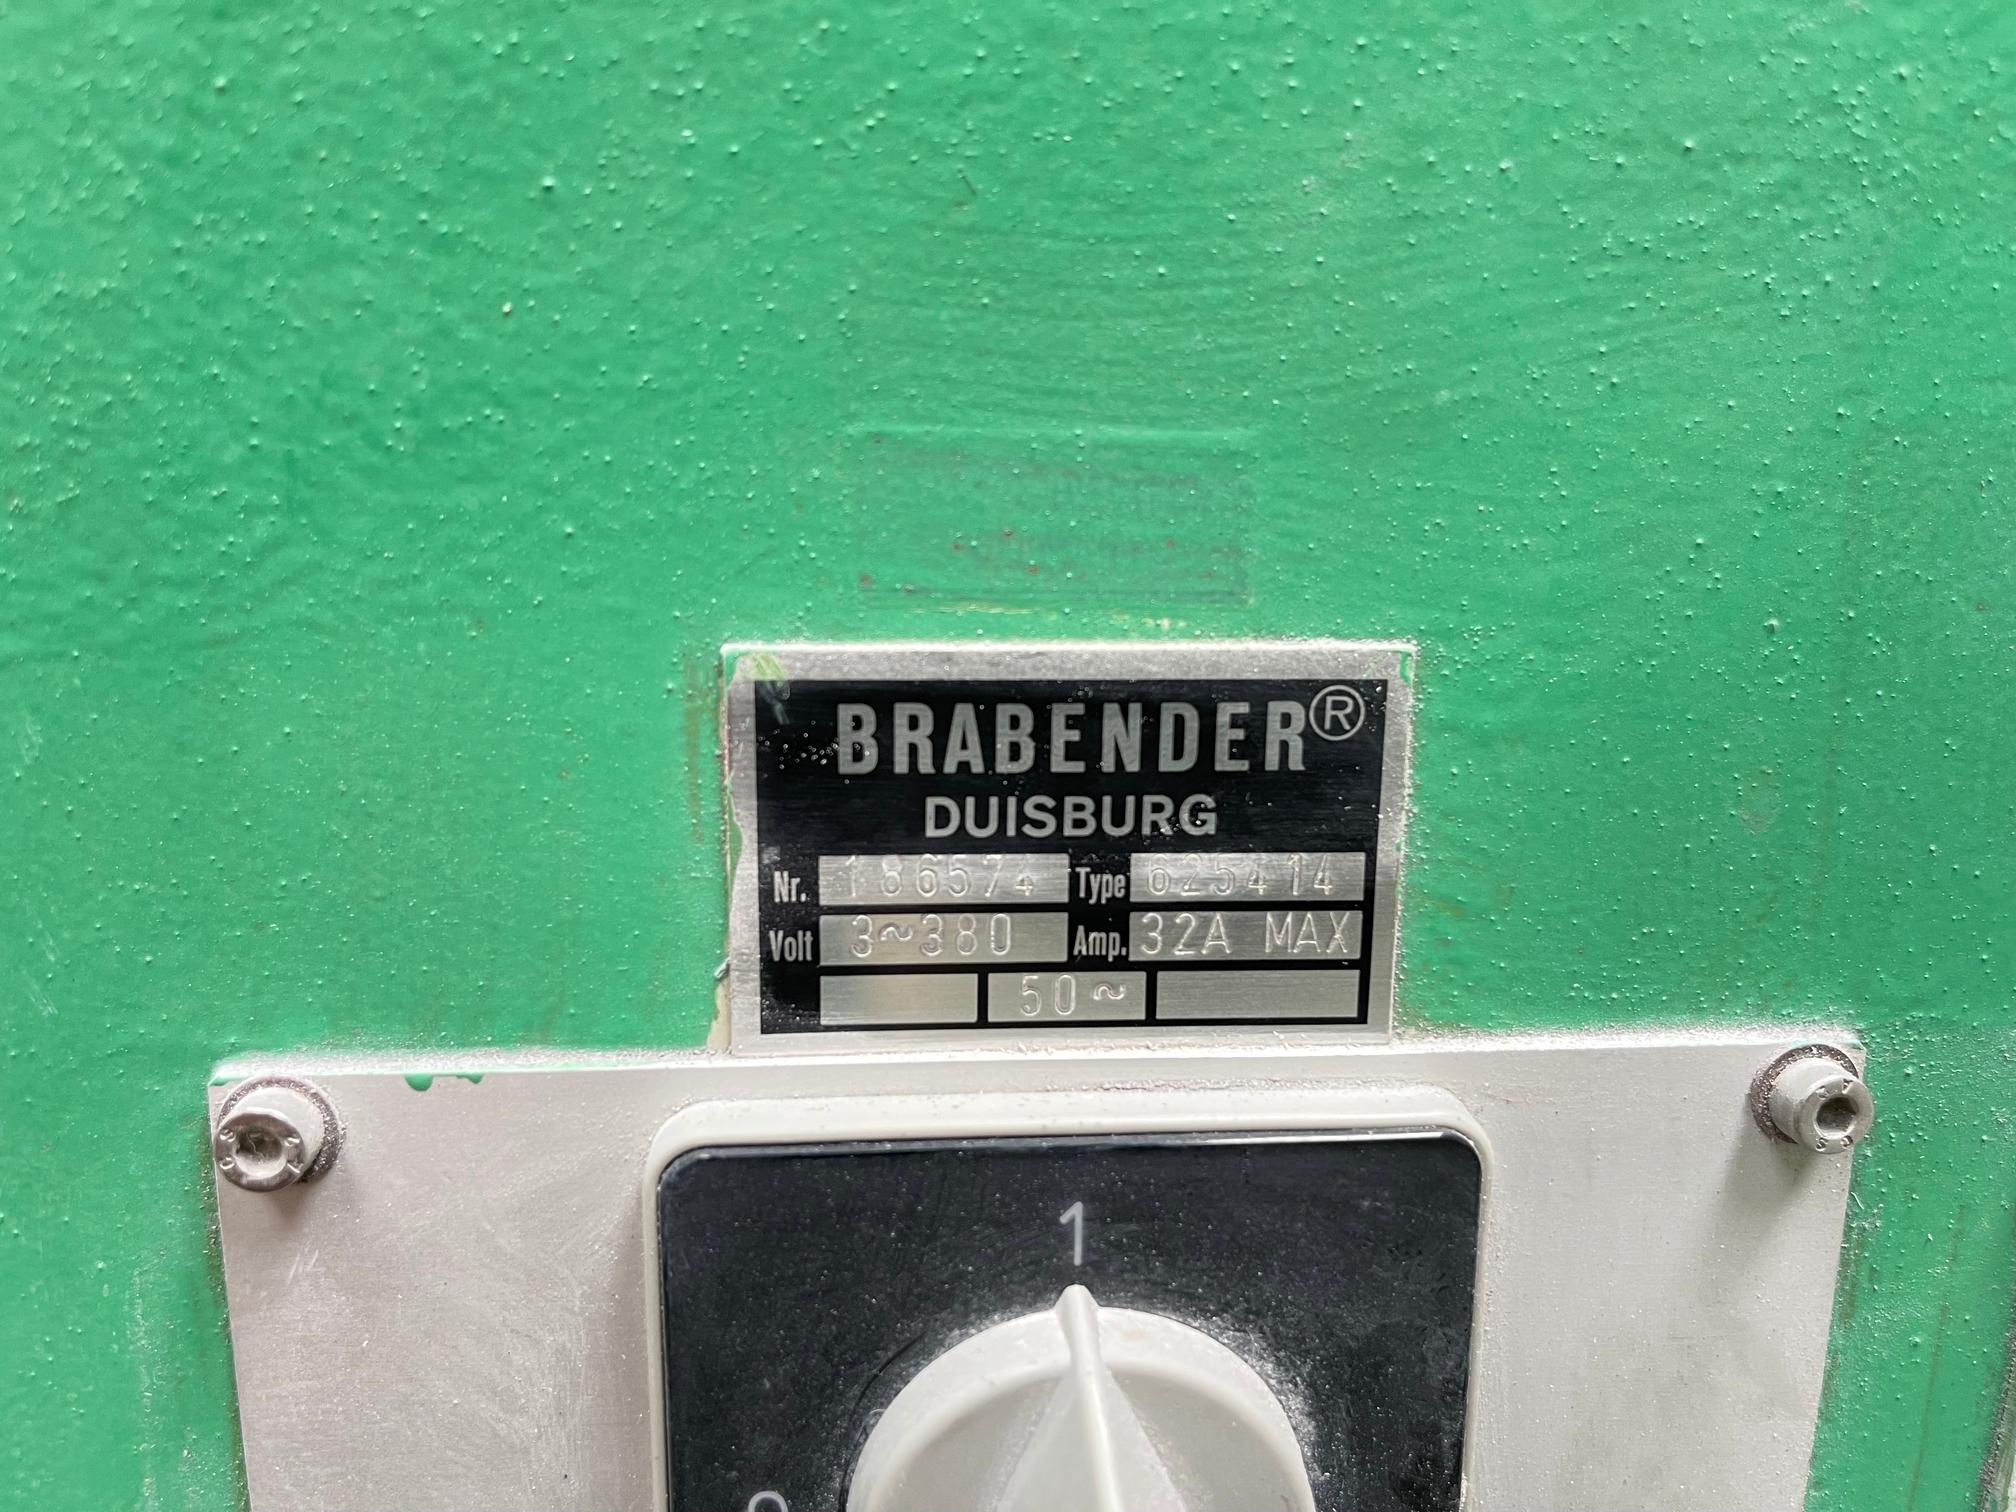 BRABENDER®
DUISBURG
Nr. 186574 Type 625414
Volt 3~380 Amp. 32A MAX
50~
1